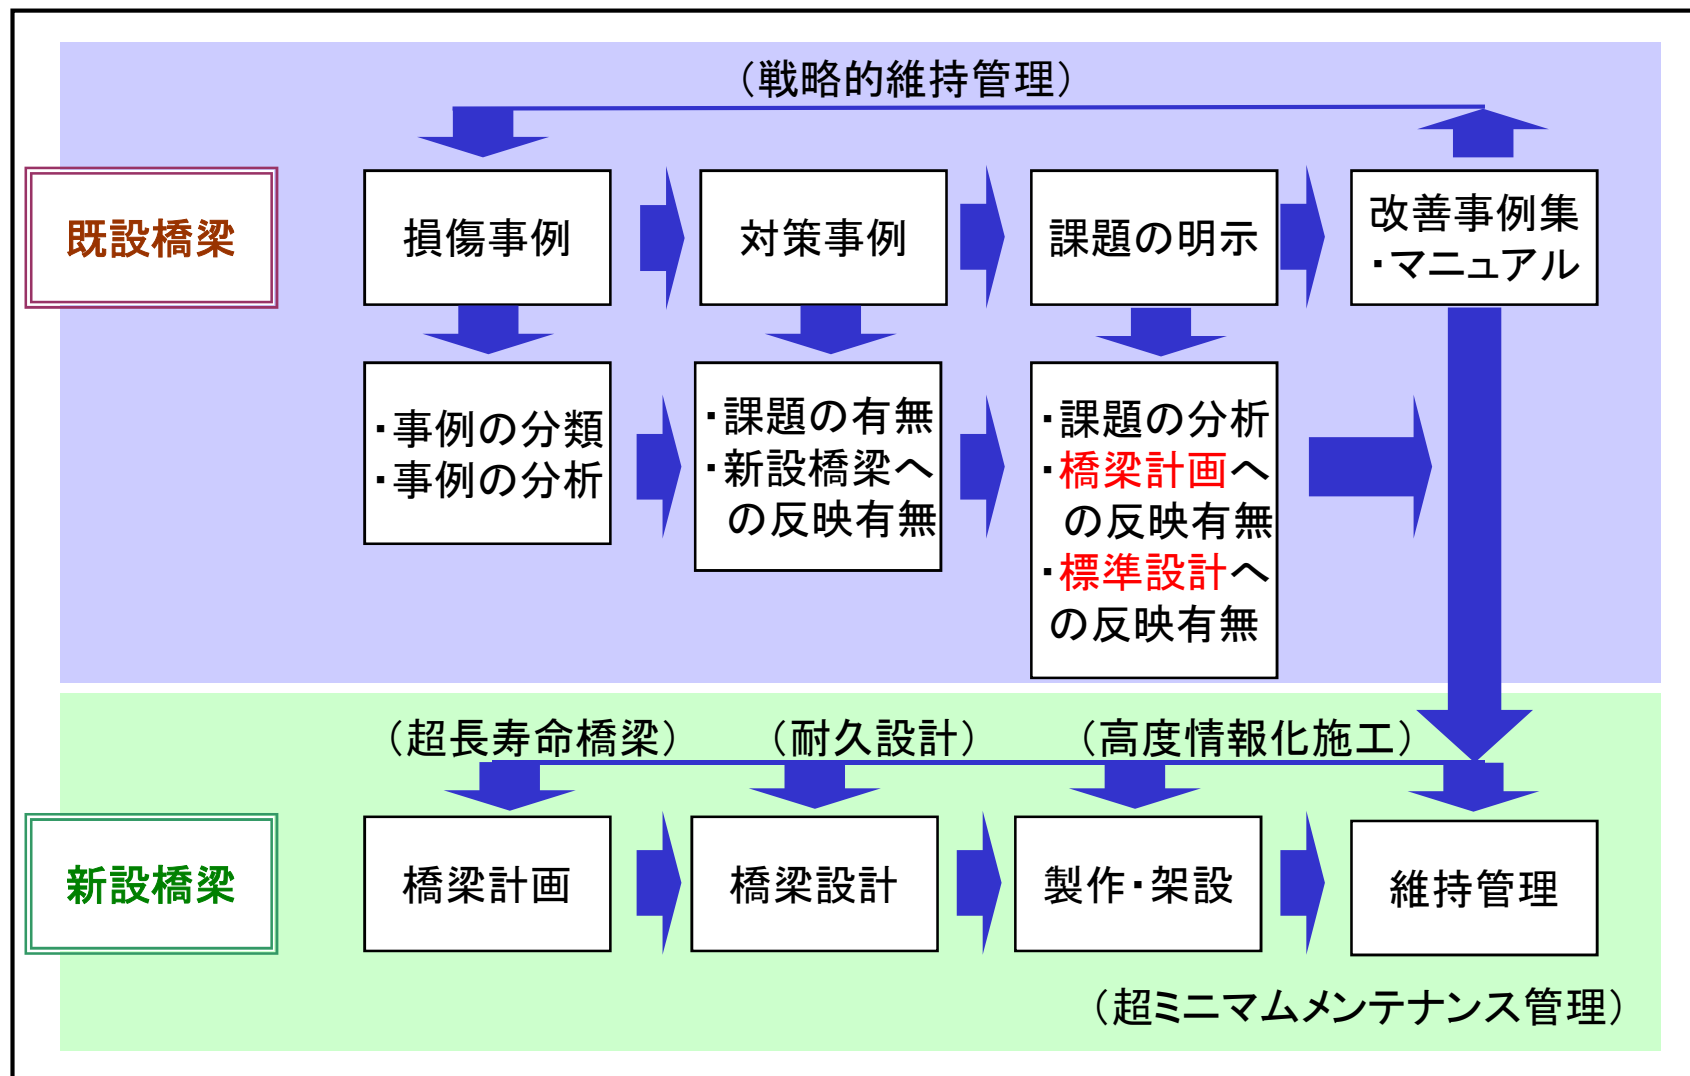 （戦略的維持管理）
既設橋梁
損傷事例
対策事例
課題の明示
改善事例集
・マニュアル
・事例の分類
・事例の分析
・課題の有無
・新設橋梁へ
の反映有無
・課題の分析
・橋梁計画へ
の反映有無
・標準設計へ
の反映有無
（超長寿命橋梁）
（耐久設計）
（高度情報化施工）
新設橋梁
橋梁計画
橋梁設計
製作・架設
維持管理
（超ミニマムメンテナンス管理）